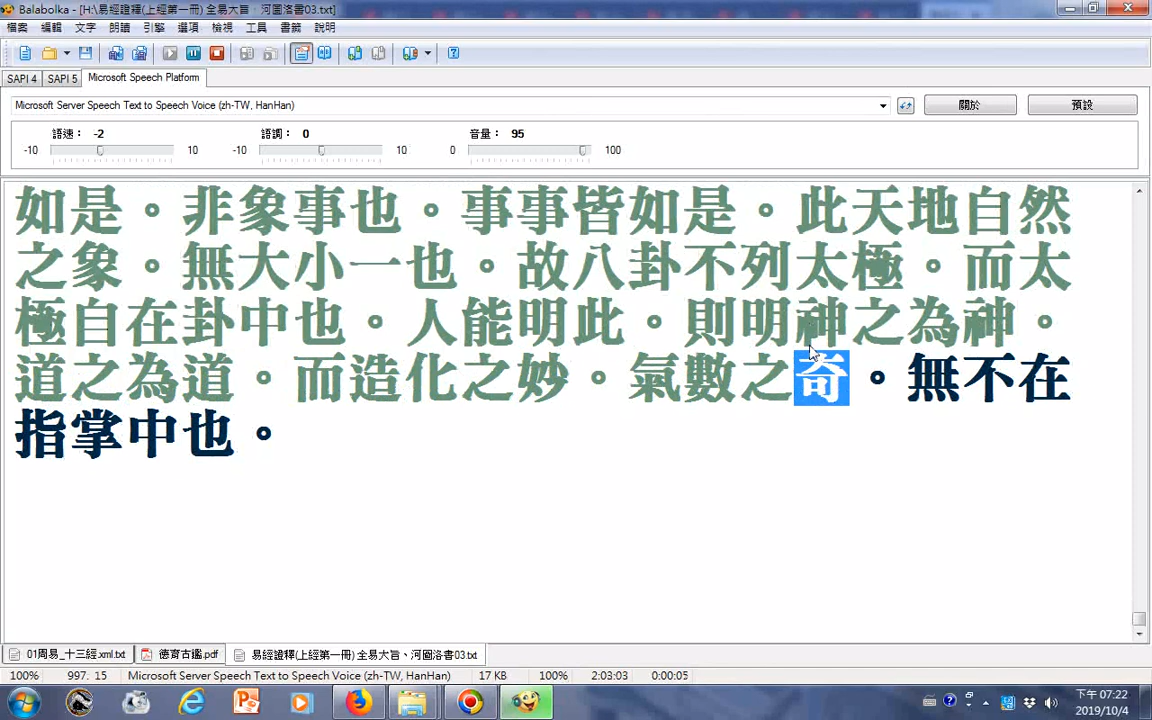 Balabolka - [H:\易經證釋(上經第一冊) 全易大旨、河圖洛書03.txt]
檔案 編輯 文字 朗讀 引擎 選項 檢視 工具 書籤 說明
SAPI 4 SAPI 5 Microsoft Speech Platform
Microsoft Server Speech Text to Speech Voice (zh-TW, HanHan) 關於 預設
語速： -2 語調： 0 音量： 95
-10 10 -10 10 0 100
如是。非象事也。事事皆如是。此天地自然
之象。無大小一也。故八卦不列太極。而太
極自在卦中也。人能明此。則明神之為神。
道之為道。而造化之妙。氣數之奇。無不在
指掌中也。
01周易_十三經.xml.txt 德育古鑑.pdf 易經證釋(上經第一冊) 全易大旨、河圖洛書03.txt
100% 997. 15 Microsoft Server Speech Text to Speech Voice (zh-TW, HanHan) 17 KB 100% 2:03:03 0:00:05
下午 07:22
2019/10/4